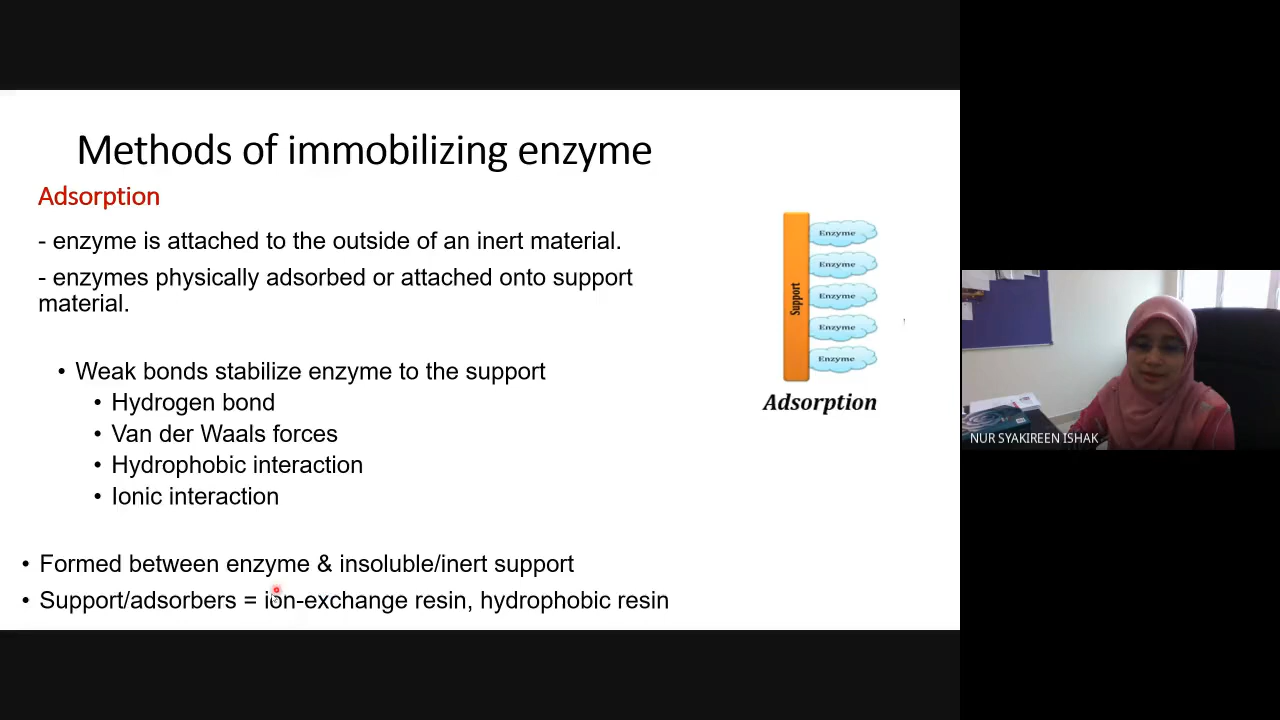 Methods of immobilizing enzyme
Adsorption
- enzyme is attached to the outside of an inert material.
- enzymes physically adsorbed or attached onto support
material.
• Weak bonds stabilize enzyme to the support
• Hydrogen bond
• Van der Waals forces
• Hydrophobic interaction
• Ionic interaction
• Formed between enzyme & insoluble/inert support
• Support/adsorbers = ion-exchange resin, hydrophobic resin
Support
Enzyme
Enzyme
Enzyme
Enzyme
Enzyme
Adsorption
NUR SYAKIREEN ISHAK